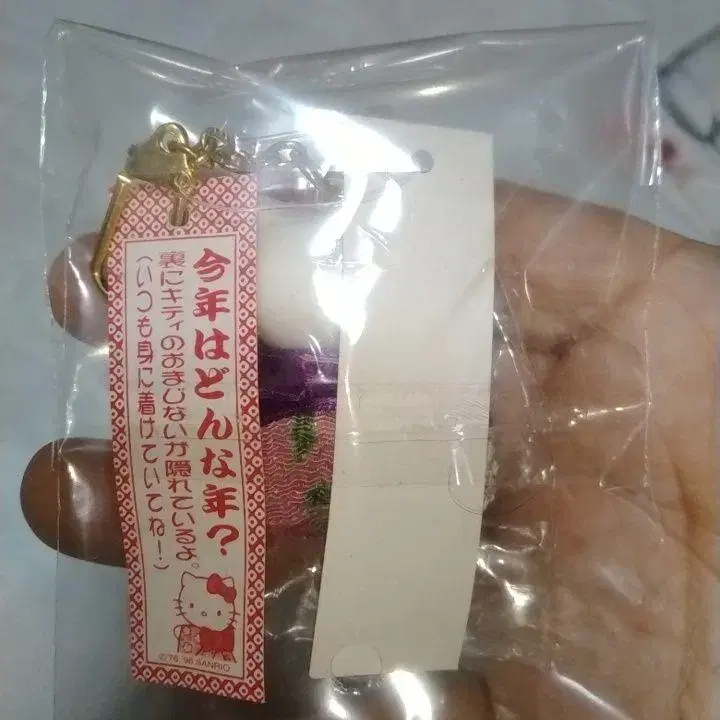 今年はどんな年?
裏にキティのおまじないが隠れているよ。
(いつも身に着けていてね!)
©'76 '96 SANRIO